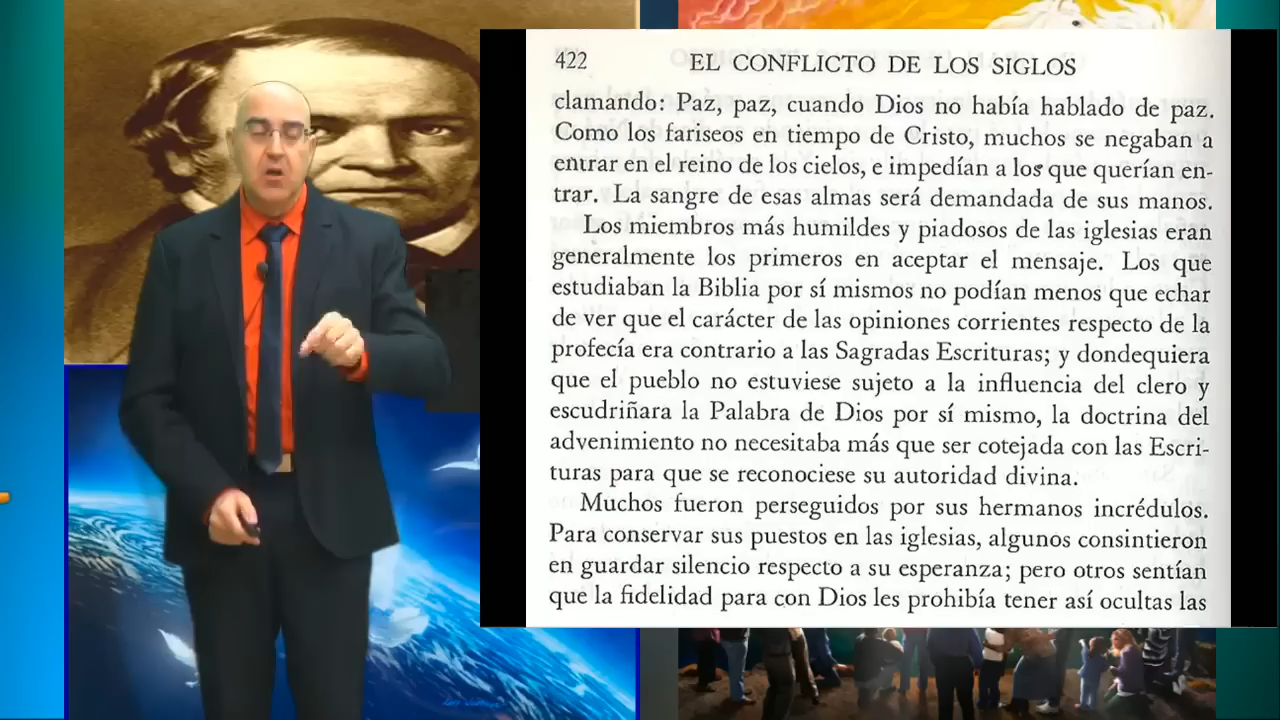 422 EL CONFLICTO DE LOS SIGLOS
clamando: Paz, paz, cuando Dios no había hablado de paz.
Como los fariseos en tiempo de Cristo, muchos se negaban a
entrar en el reino de los cielos, e impedían a los que querían en-
trar. La sangre de esas almas será demandada de sus manos.
Los miembros más humildes y piadosos de las iglesias eran
generalmente los primeros en aceptar el mensaje. Los que
estudiaban la Biblia por sí mismos no podían menos que echar
de ver que el carácter de las opiniones corrientes respecto de la
profecía era contrario a las Sagradas Escrituras; y dondequiera
que el pueblo no estuviese sujeto a la influencia del clero y
escudriñara la Palabra de Dios por sí mismo, la doctrina del
advenimiento no necesitaba más que ser cotejada con las Escri-
turas para que se reconociese su autoridad divina.
Muchos fueron perseguidos por sus hermanos incrédulos.
Para conservar sus puestos en las iglesias, algunos consintieron
en guardar silencio respecto a su esperanza; pero otros sentían
que la fidelidad para con Dios les prohibía tener así ocultas las